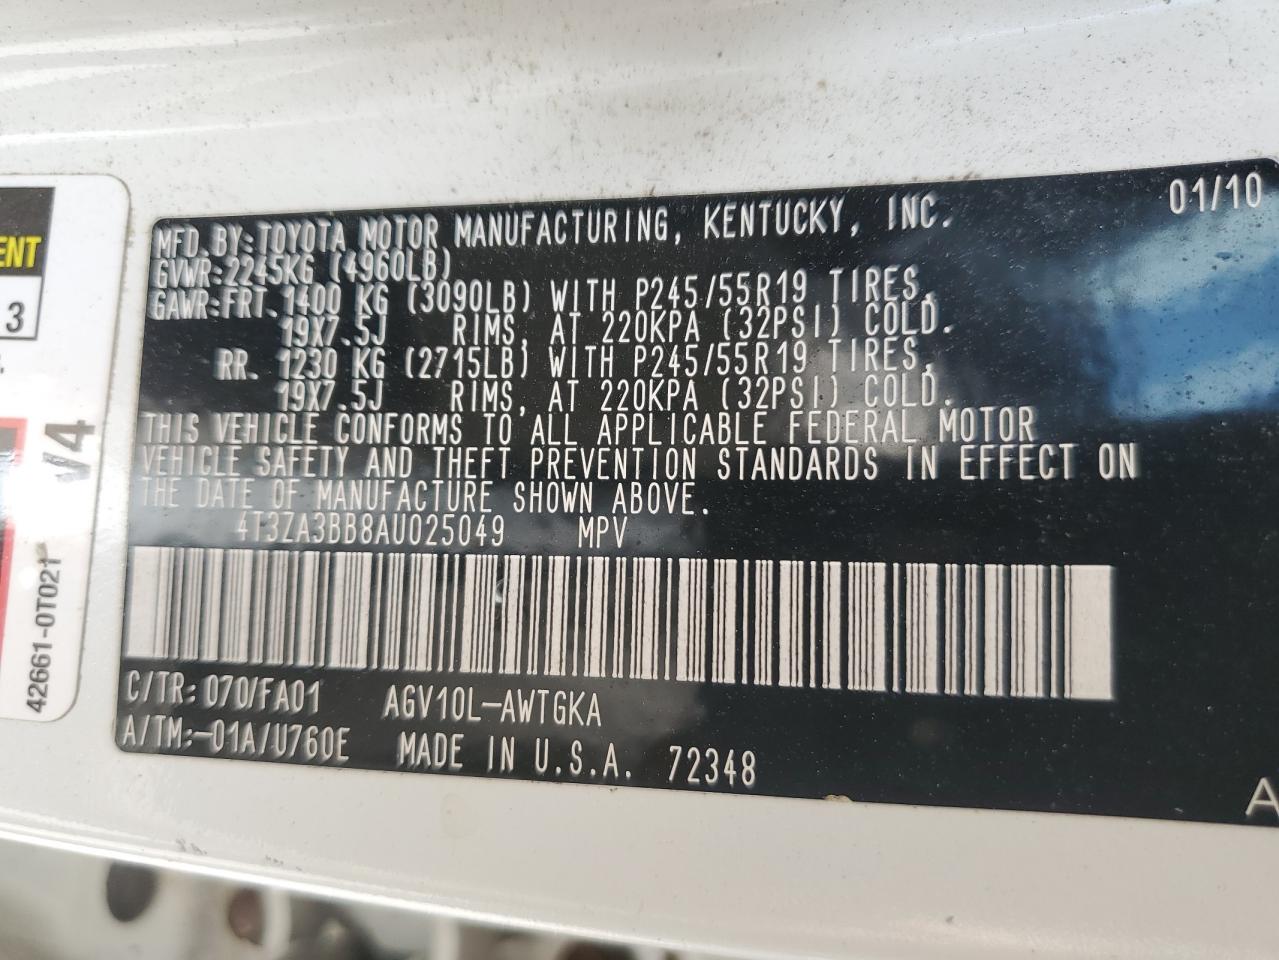 01/10
MFD.BY:TOYOTA MOTOR MANUFACTURING, KENTUCKY, INC.
GVWR:2245KG (4960LB)
GAWR:FRT. 1400 KG (3090LB) WITH P245/55R19 TIRES,
19X7.5J RIMS, AT 220KPA (32PSI) COLD.
RR. 1230 KG (2715LB) WITH P245/55R19 TIRES,
19X7.5J RIMS, AT 220KPA (32PSI) COLD.
THIS VEHICLE CONFORMS TO ALL APPLICABLE FEDERAL MOTOR
VEHICLE SAFETY AND THEFT PREVENTION STANDARDS IN EFFECT ON
THE DATE OF MANUFACTURE SHOWN ABOVE.
4T3ZA3BB8AU025049 MPV
C/TR: 070/FA01 AGV10L-AWTGKA
A/TM:-01A/U760E MADE IN U.S.A. 72348
A
ENT
3
42661-0T021